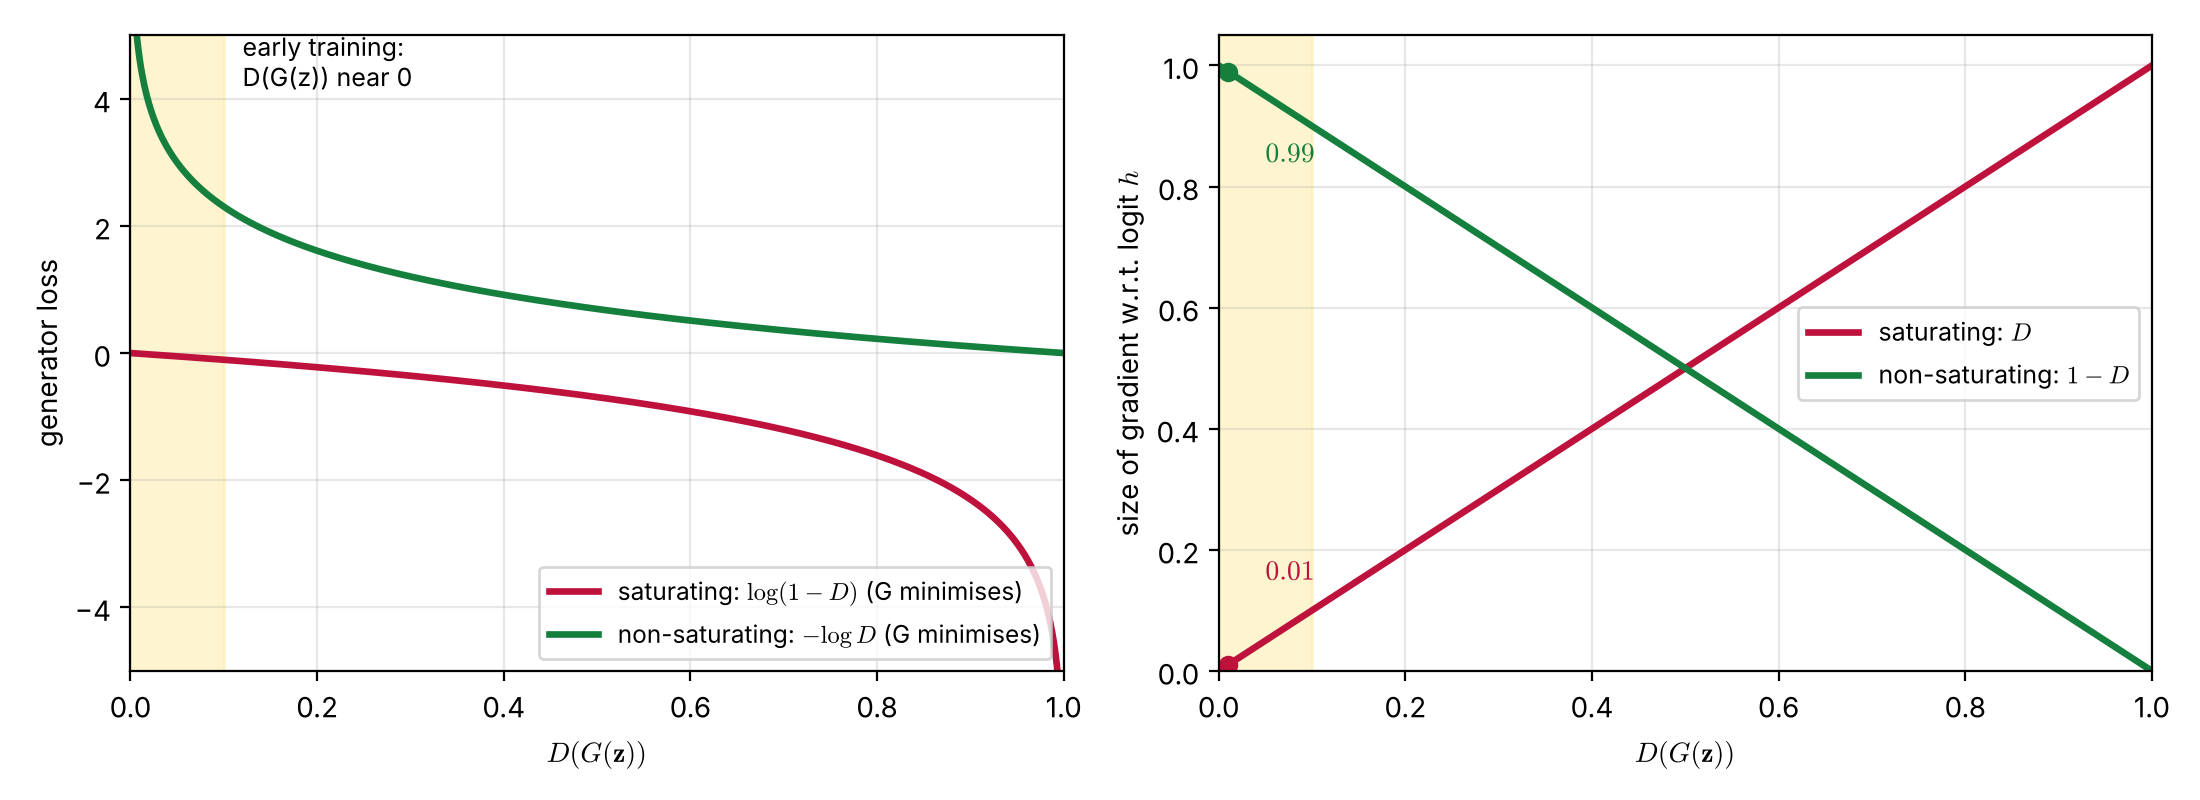 early training:
D(G(z)) near 0
generator loss
4
2
0
−2
−4
saturating: log(1 − D) (G minimises)
non-saturating: − log D (G minimises)
0.0 0.2 0.4 0.6 0.8 1.0
D(G(z))
size of gradient w.r.t. logit h
1.0
0.8
0.6
0.4
0.2
0.0
0.99
0.01
saturating: D
non-saturating: 1 − D
0.0 0.2 0.4 0.6 0.8 1.0
D(G(z))